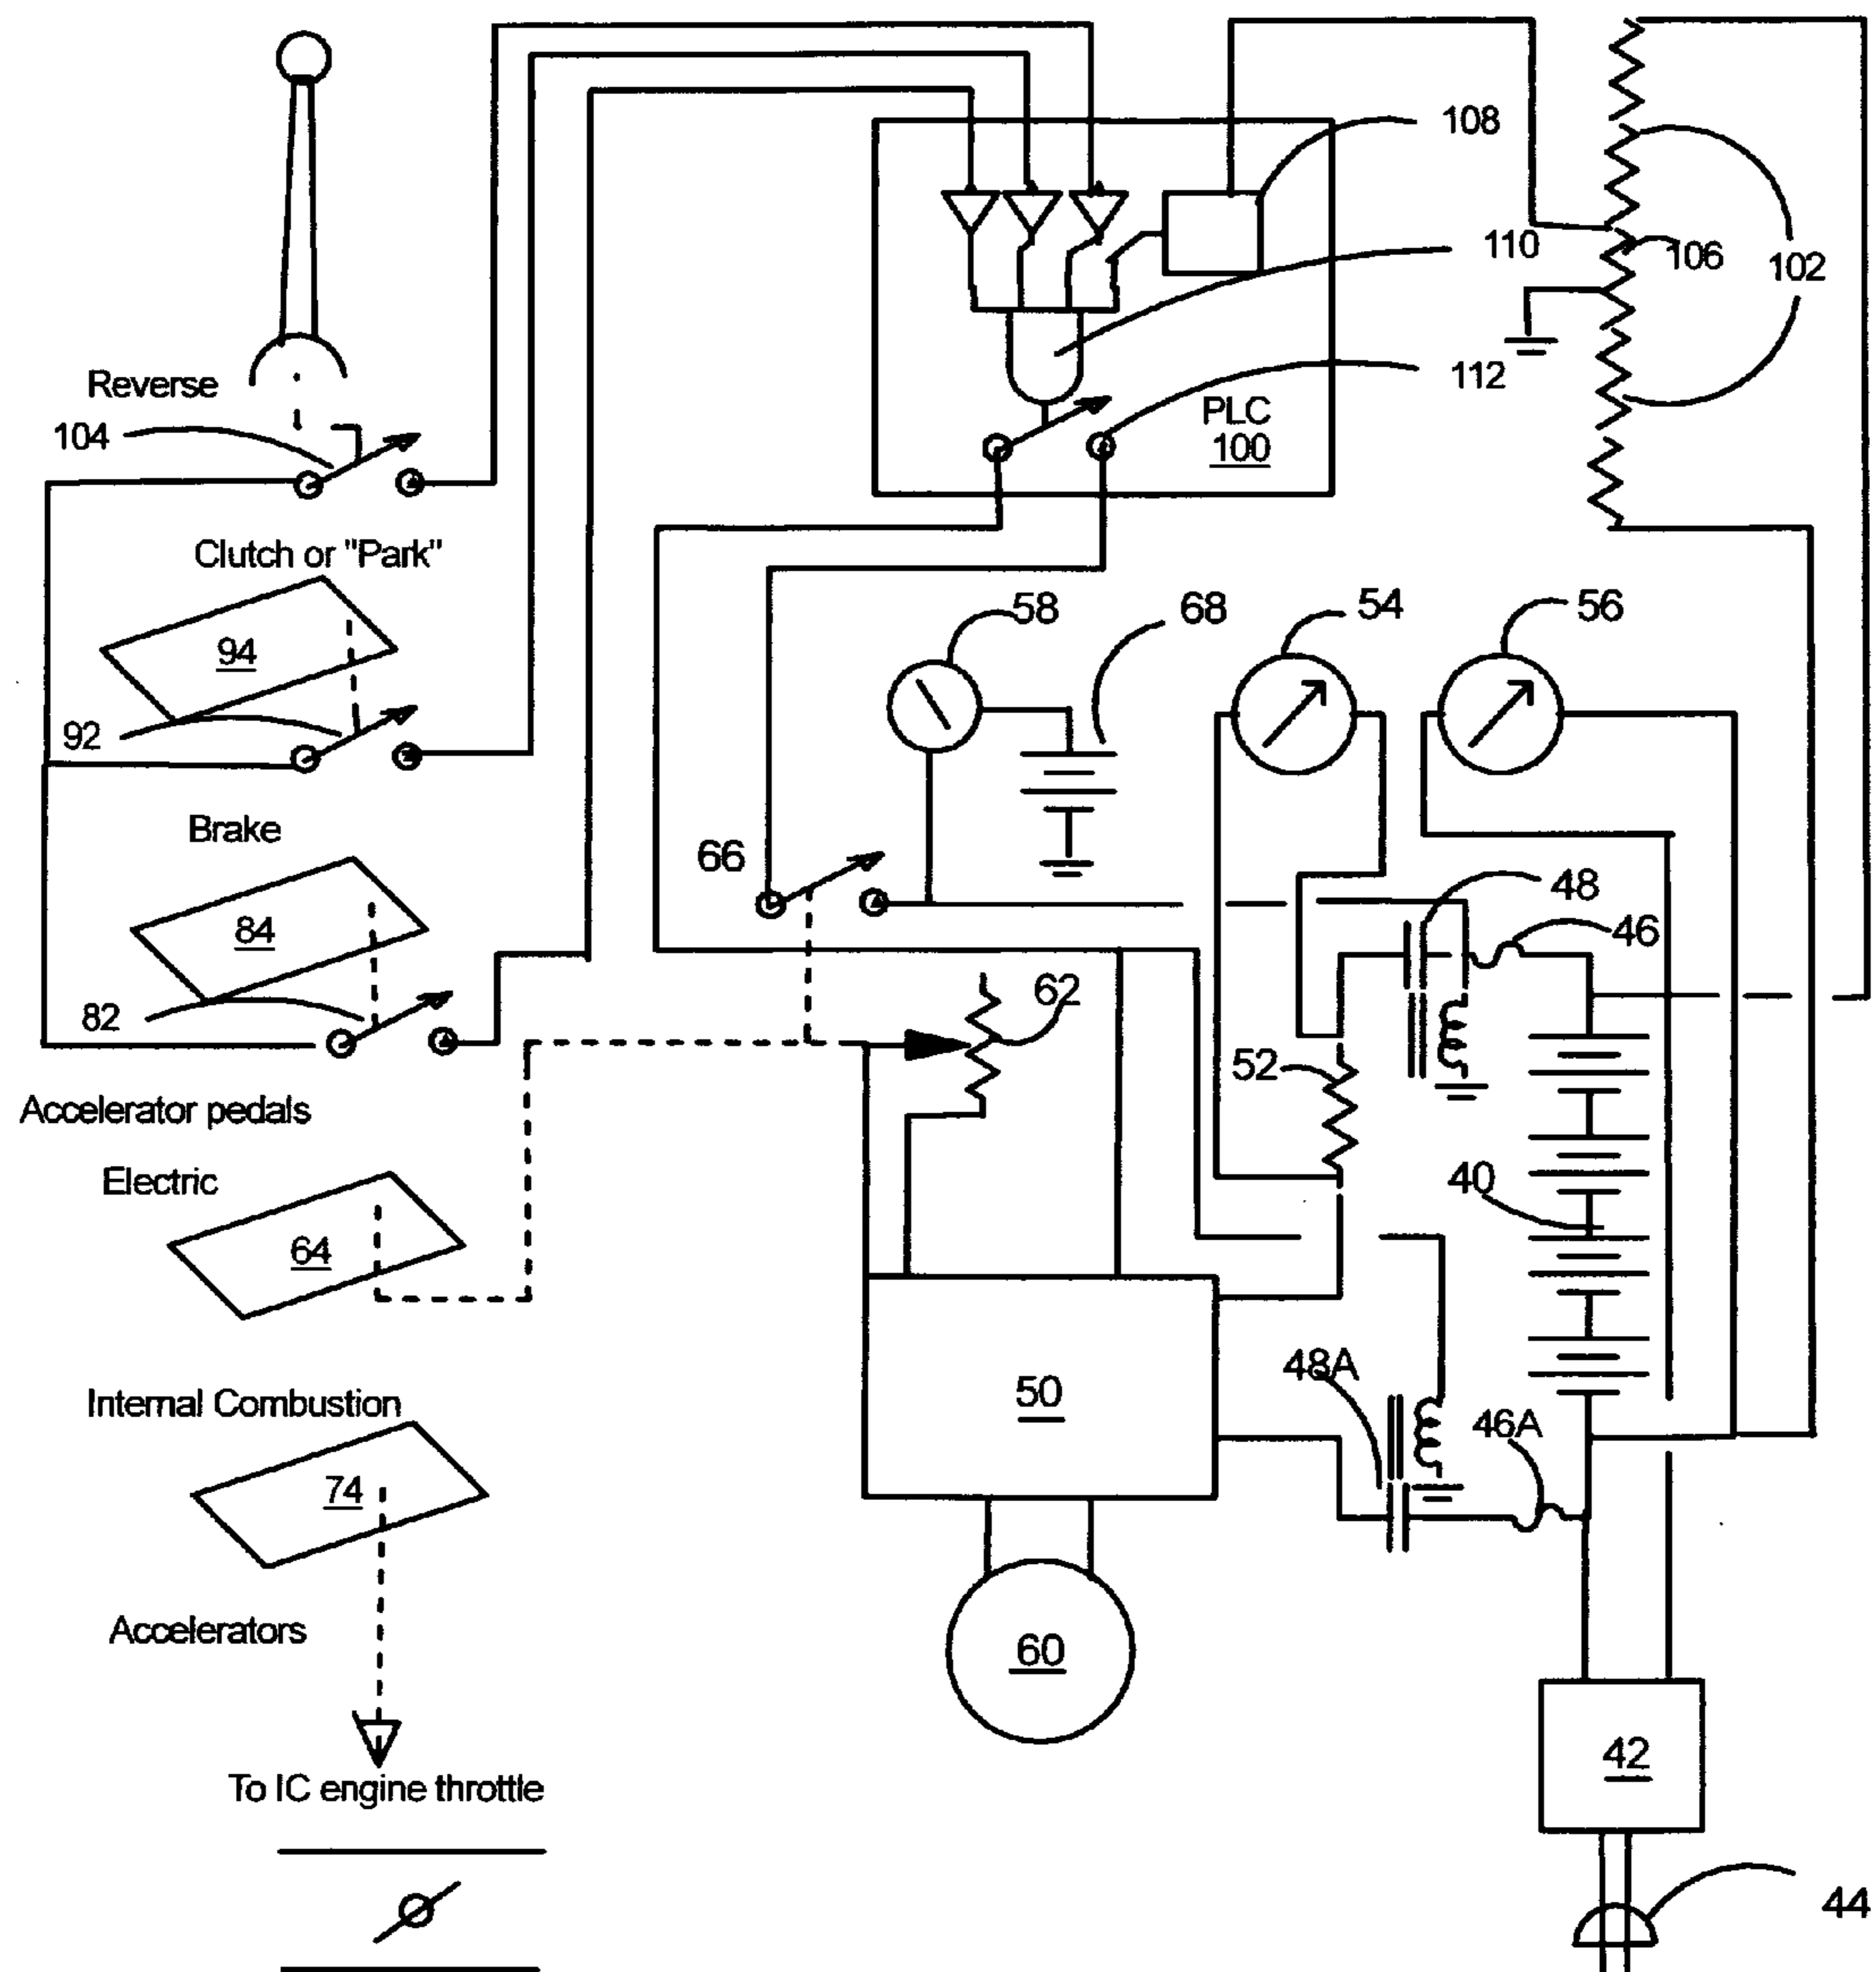 108
110
106
102
Reverse
104
112
PLC
100
Clutch or "Park"
94
92
58
68
54
56
Brake
84
82
66
48
46
62
52
Accelerator pedals
Electric
64
40
50
48A
46A
Internal Combustion
74
Accelerators
60
To IC engine throttle
42
44